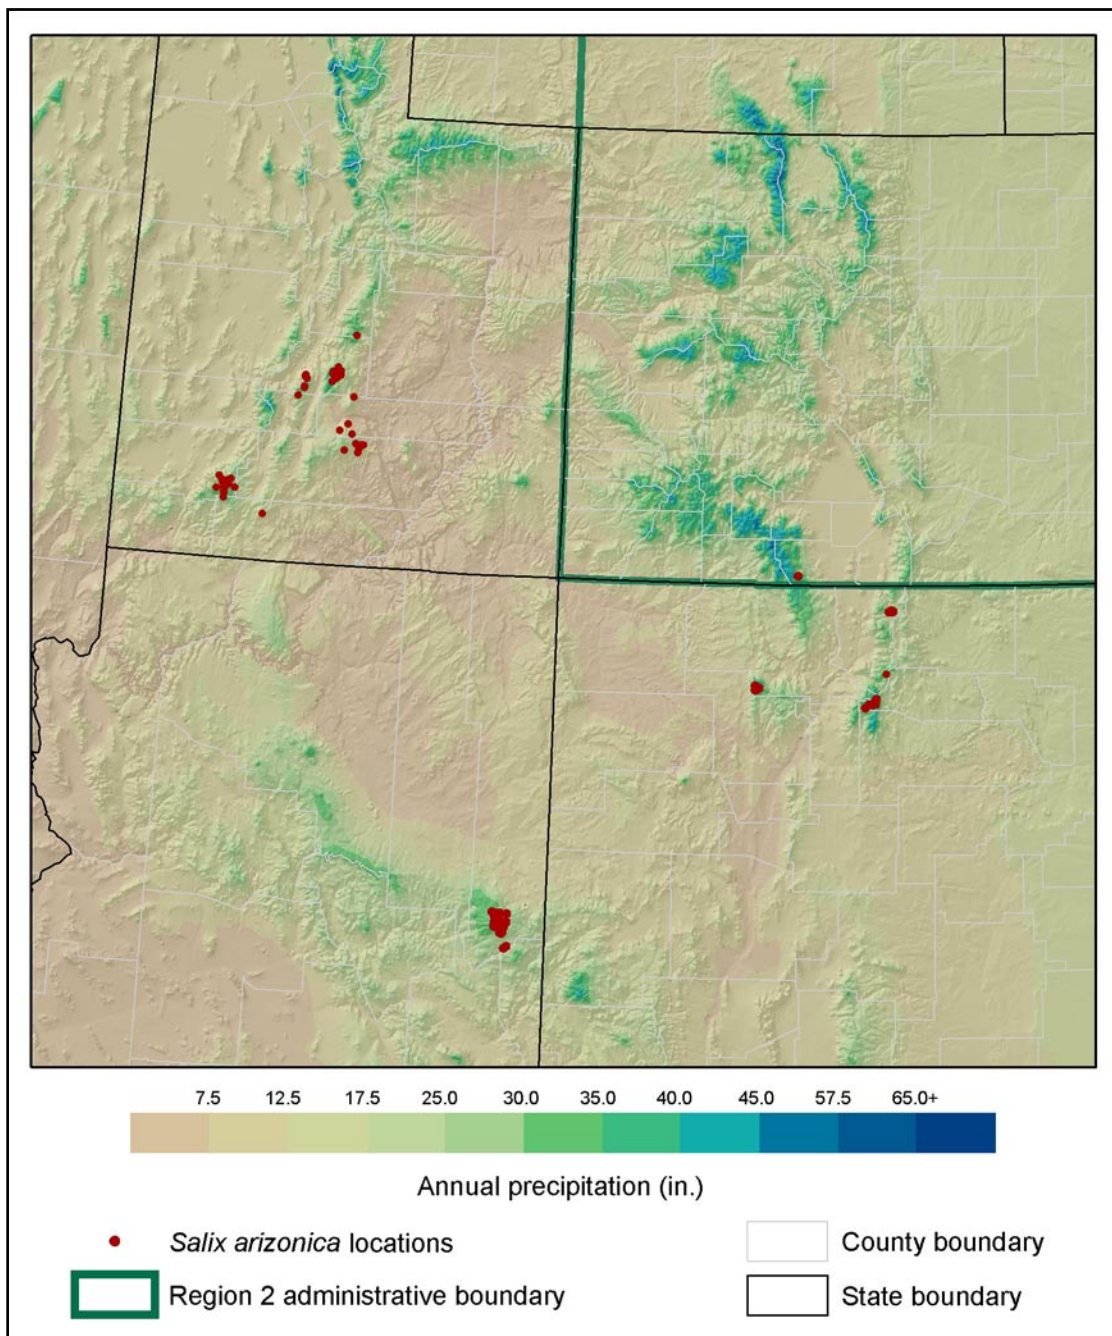 7.5 12.5 17.5 25.0 30.0 35.0 40.0 45.0 57.5 65.0+
Annual precipitation (in.)
Salix arizonica locations
County boundary
Region 2 administrative boundary
State boundary